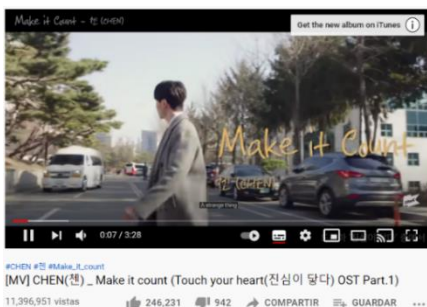 Make it Count - 첸 (CHEN)
Get the new album on iTunes
Make it Count
첸 (CHEN)
A strange thing
0:07 / 3:28
#CHEN #첸 #Make_it_count
[MV] CHEN(첸) _ Make it count (Touch your heart(진심이 닿다) OST Part.1)
11,396,951 vistas
246,231
942
COMPARTIR
GUARDAR